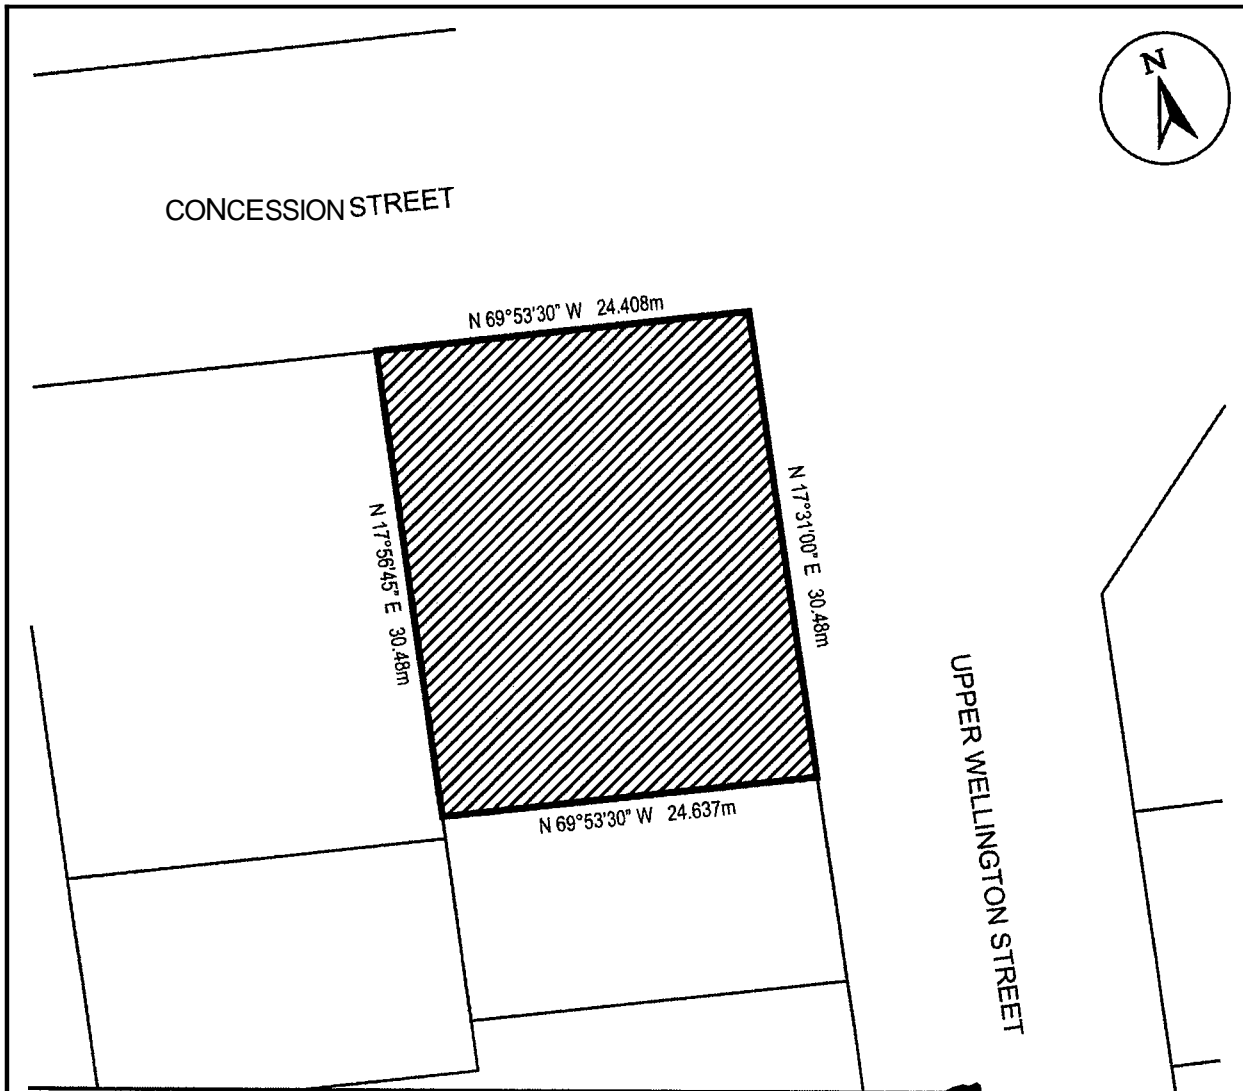 N
CONCESSION STREET
N 69°53'30" W 24.408m
N 17°56'45" E 30.48m
N 17°31'00" E 30.48m
N 69°53'30" W 24.637m
UPPER WELLINGTON STREET